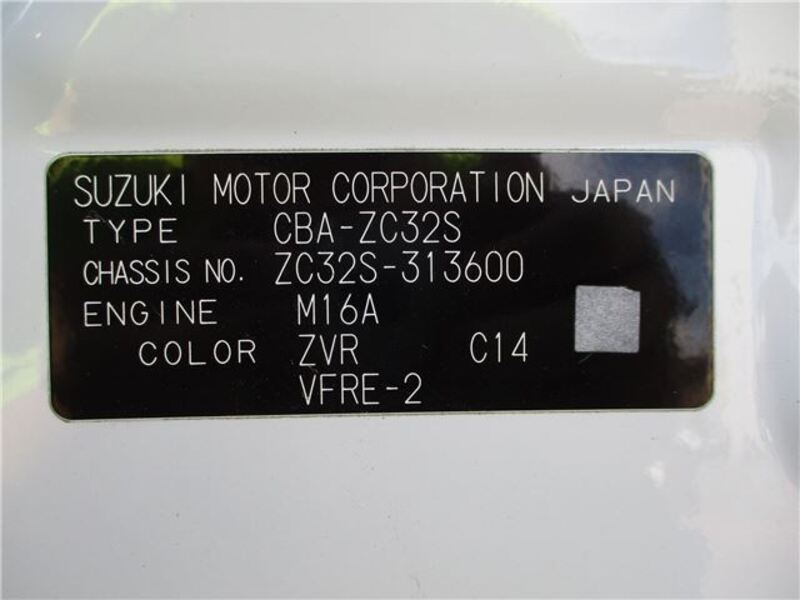 SUZUKI MOTOR CORPORATION JAPAN
TYPE CBA-ZC32S
CHASSIS NO. ZC32S-313600
ENGINE M16A
COLOR ZVR C14
VFRE-2